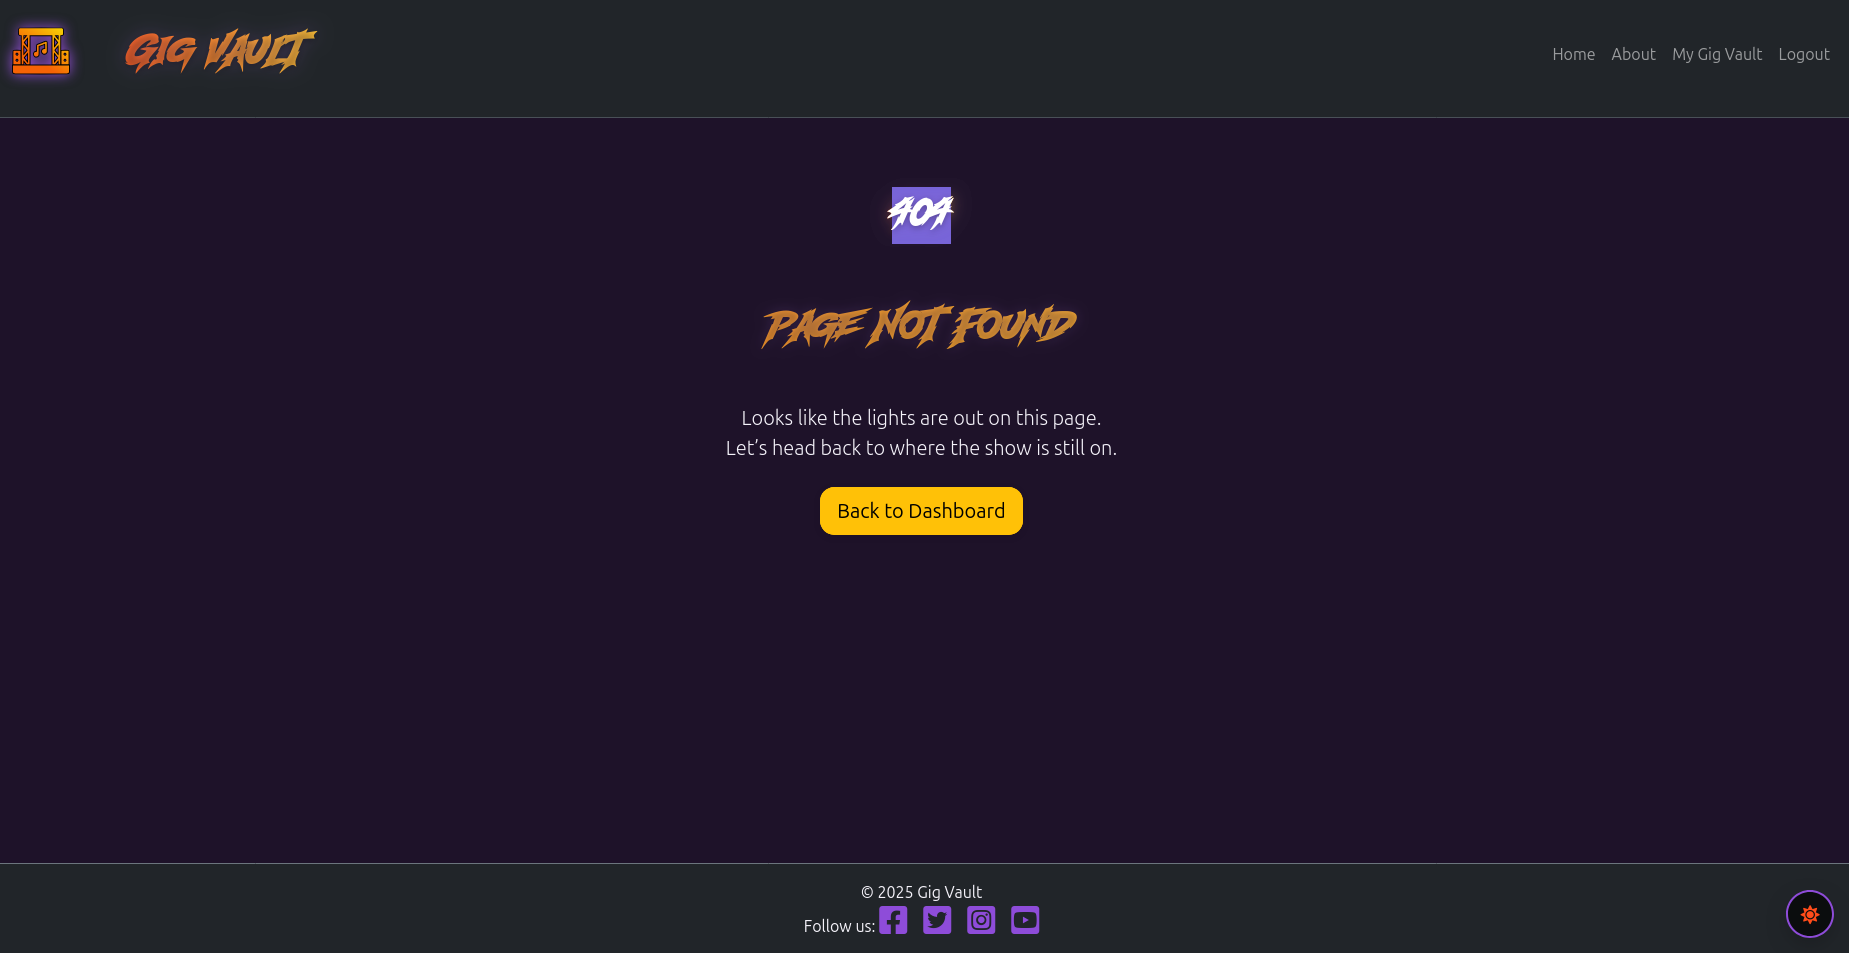 Gig Vault
Home About My Gig Vault Logout
404
Page Not Found
Looks like the lights are out on this page.
Let’s head back to where the show is still on.
Back to Dashboard
© 2025 Gig Vault
Follow us: